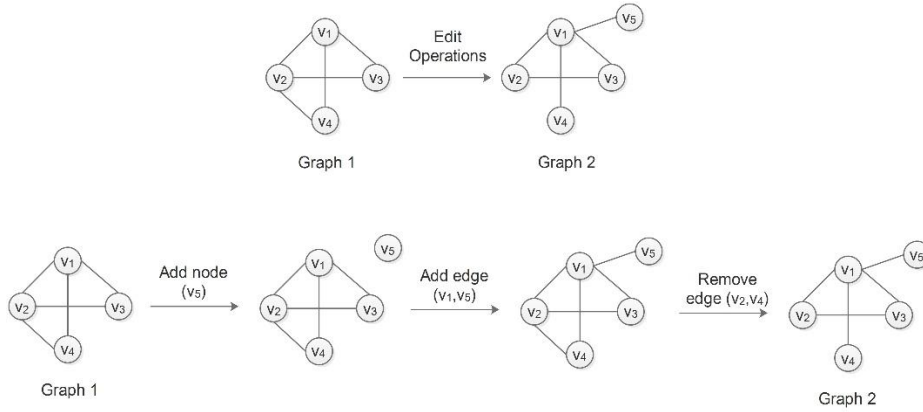 v₁
v₂
v₃
v₄
Graph 1
Edit
Operations
v₁
v₅
v₂
v₃
v₄
Graph 2
v₁
v₂
v₃
v₄
Graph 1
Add node
(v₅)
v₁
v₅
v₂
v₃
v₄
Add edge
(v₁,v₅)
v₁
v₅
v₂
v₃
v₄
Remove
edge (v₂,v₄)
v₁
v₅
v₂
v₃
v₄
Graph 2